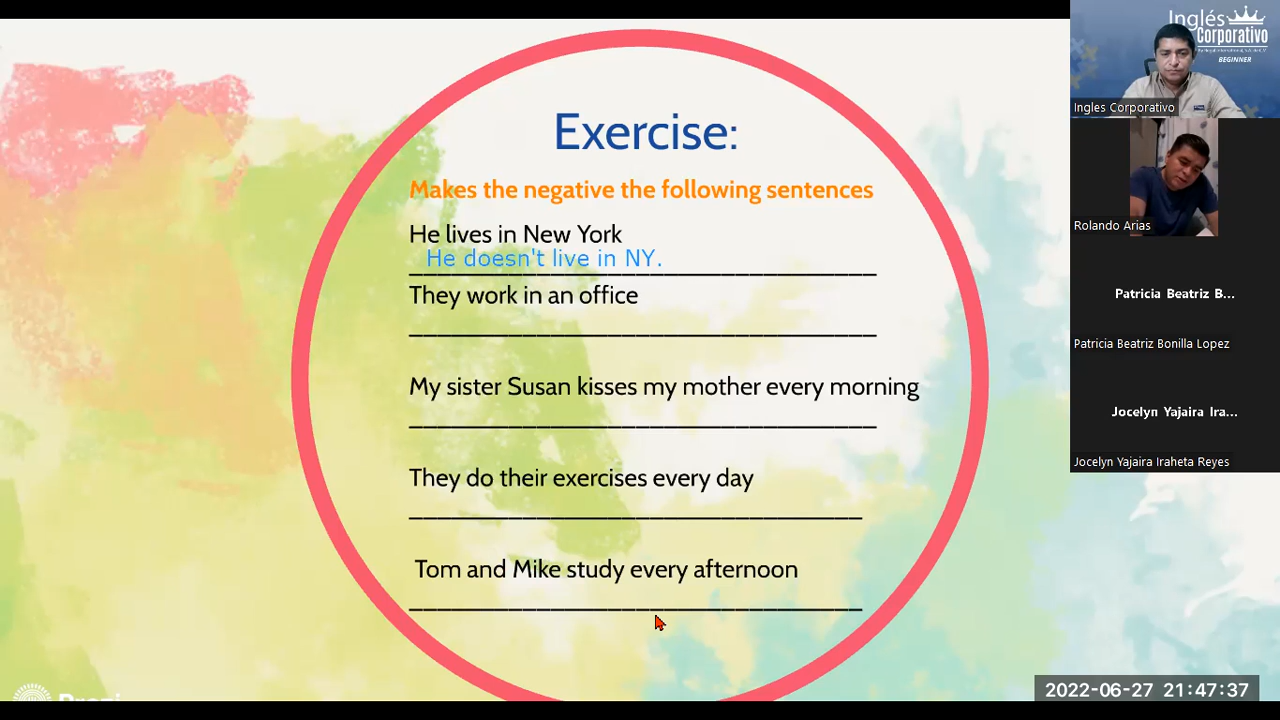 Exercise:
Makes the negative the following sentences
He lives in New York
He doesn't live in NY.
They work in an office
My sister Susan kisses my mother every morning
They do their exercises every day
Tom and Mike study every afternoon
Inglés
Corporativo
BEGINNER
Ingles Corporativo
Rolando Arias
Patricia Beatriz B...
Patricia Beatriz Bonilla Lopez
Jocelyn Yajaira Ira...
Jocelyn Yajaira Iraheta Reyes
2022-06-27 21:47:37